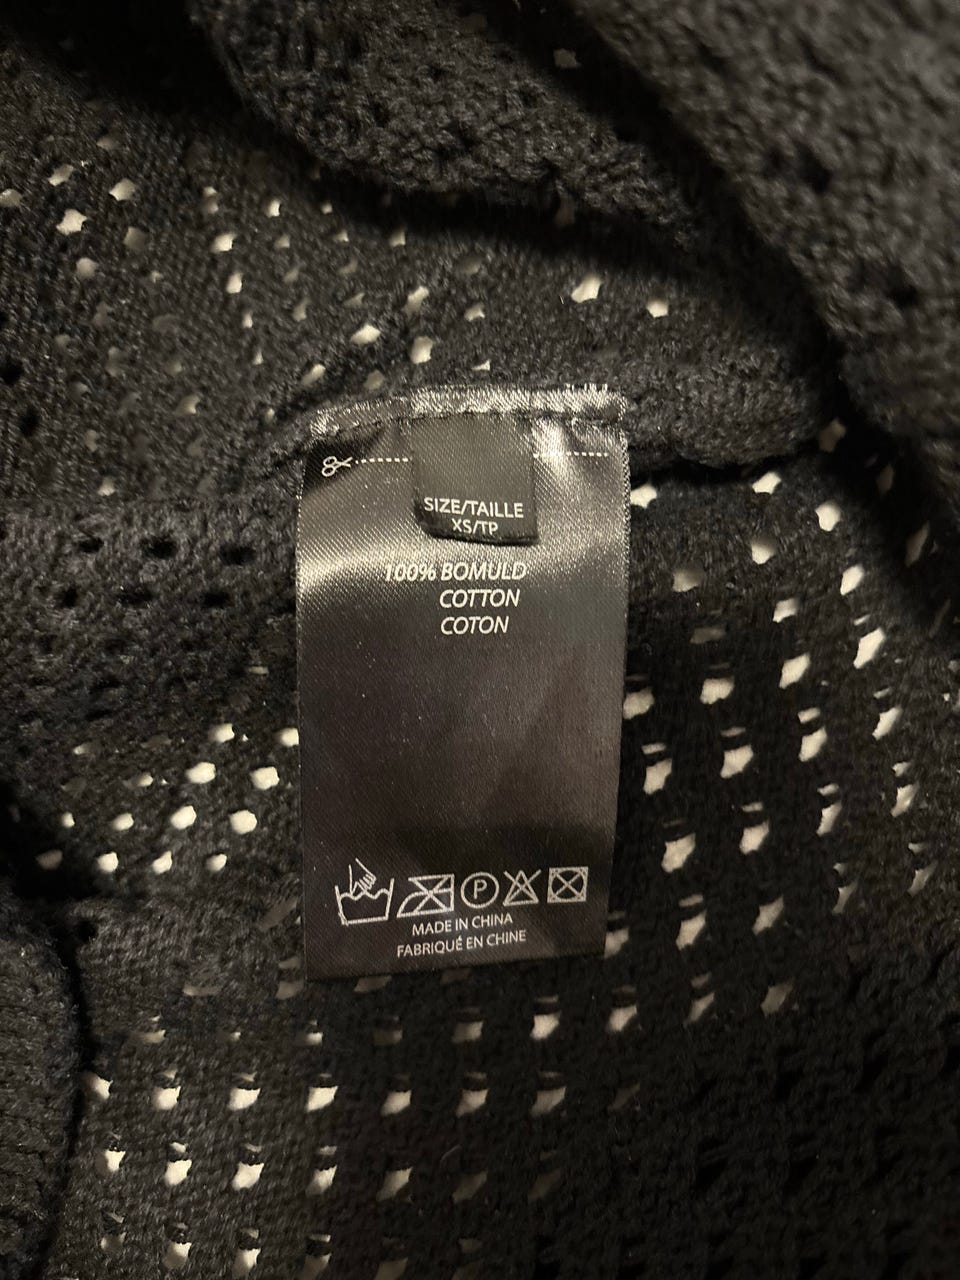 SIZE/TAILLE
XS/TP
100% BOMULD
COTTON
COTON
P
MADE IN CHINA
FABRIQUÉ EN CHINE